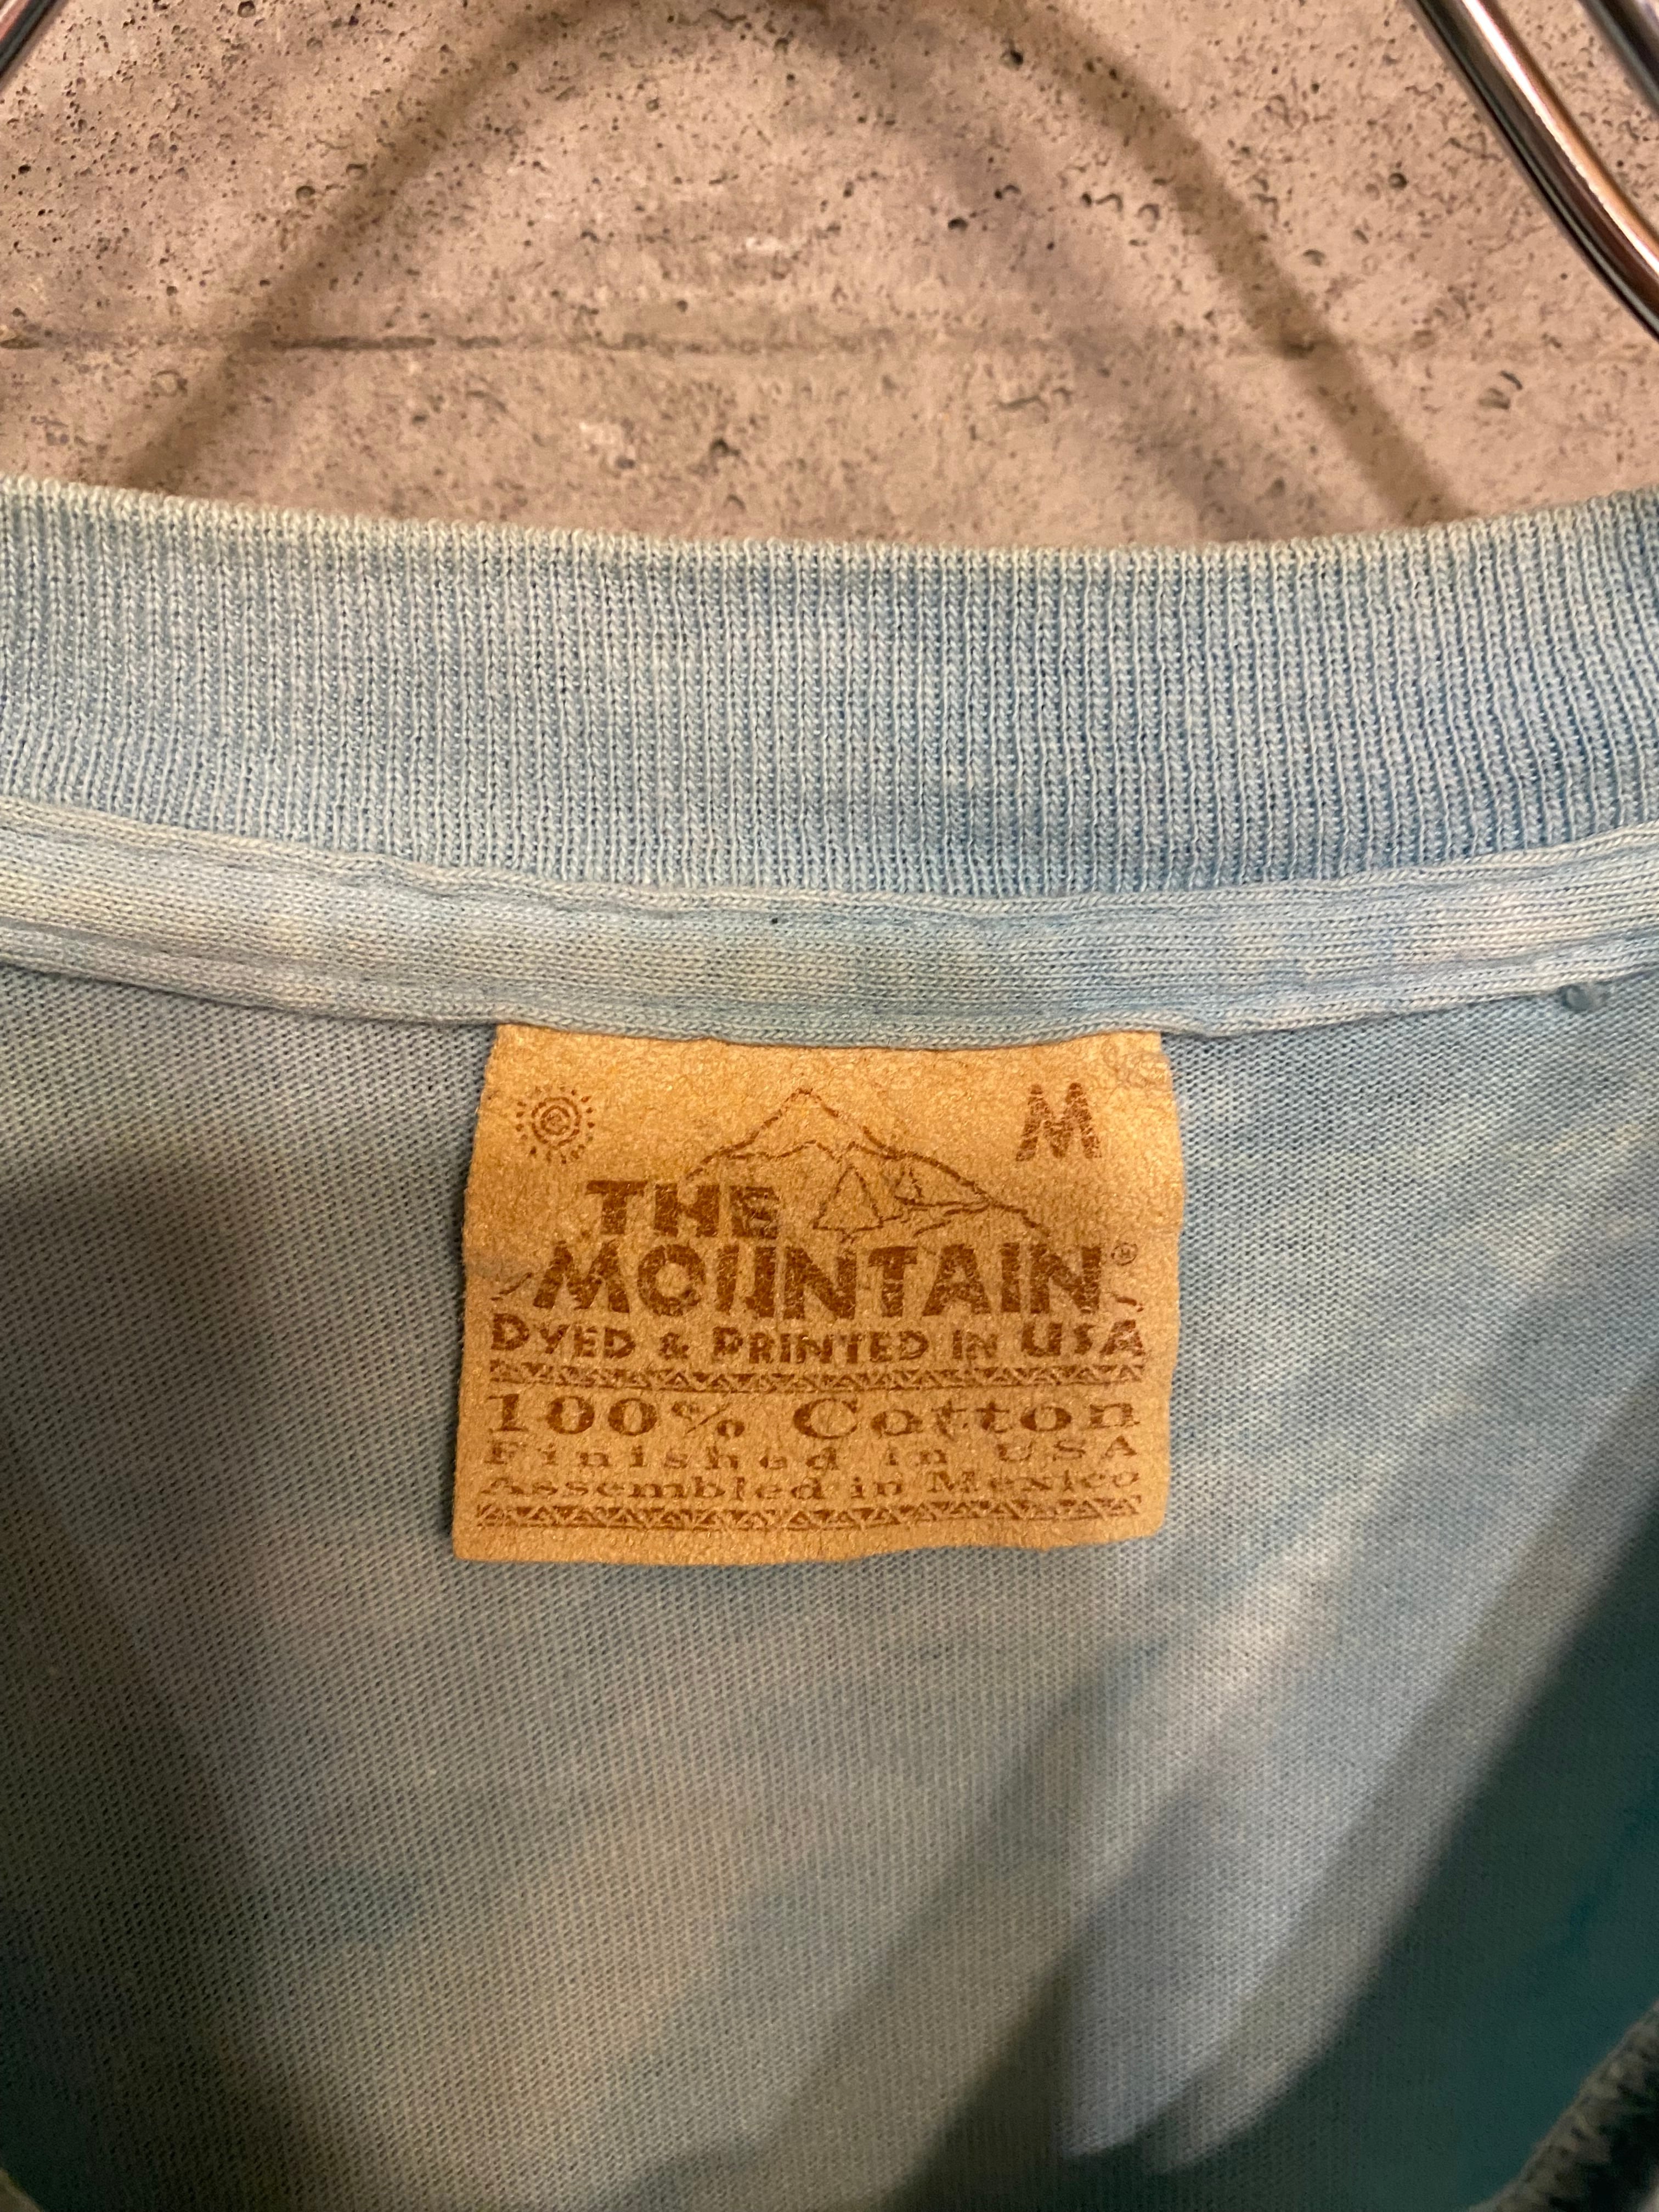 M
THE
MOUNTAIN®
DYED & PRINTED IN USA
100% Cotton
Finished in USA
Assembled in Mexico